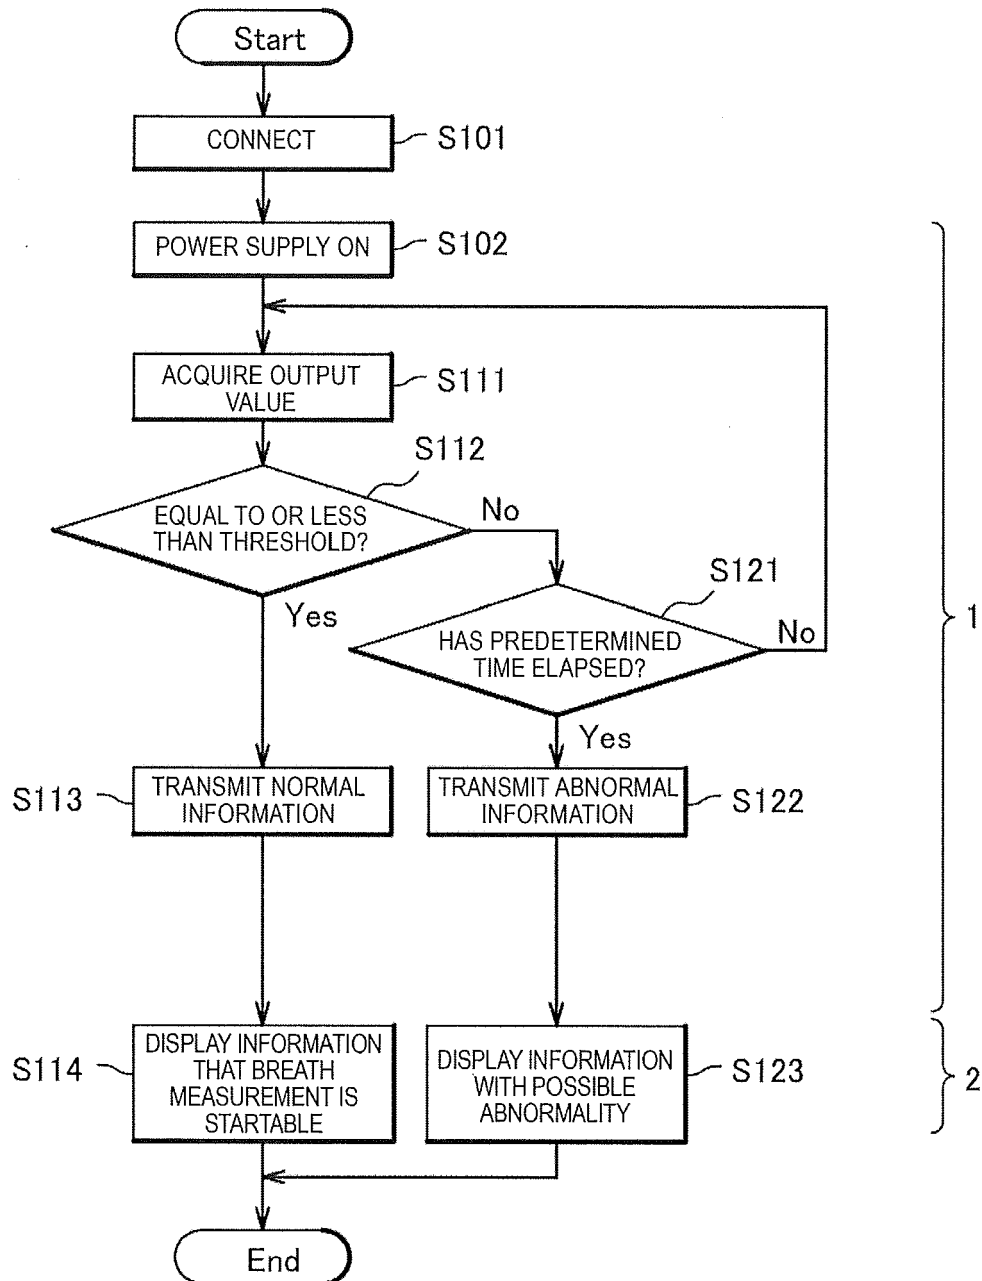 Start
CONNECT
S101
POWER SUPPLY ON
S102
ACQUIRE OUTPUT
VALUE
S111
S112
EQUAL TO OR LESS
THAN THRESHOLD?
No
Yes
S121
HAS PREDETERMINED
TIME ELAPSED?
No
Yes
1
S113
TRANSMIT NORMAL
INFORMATION
TRANSMIT ABNORMAL
INFORMATION
S122
S114
DISPLAY INFORMATION
THAT BREATH
MEASUREMENT IS
STARTABLE
DISPLAY INFORMATION
WITH POSSIBLE
ABNORMALITY
S123
2
End